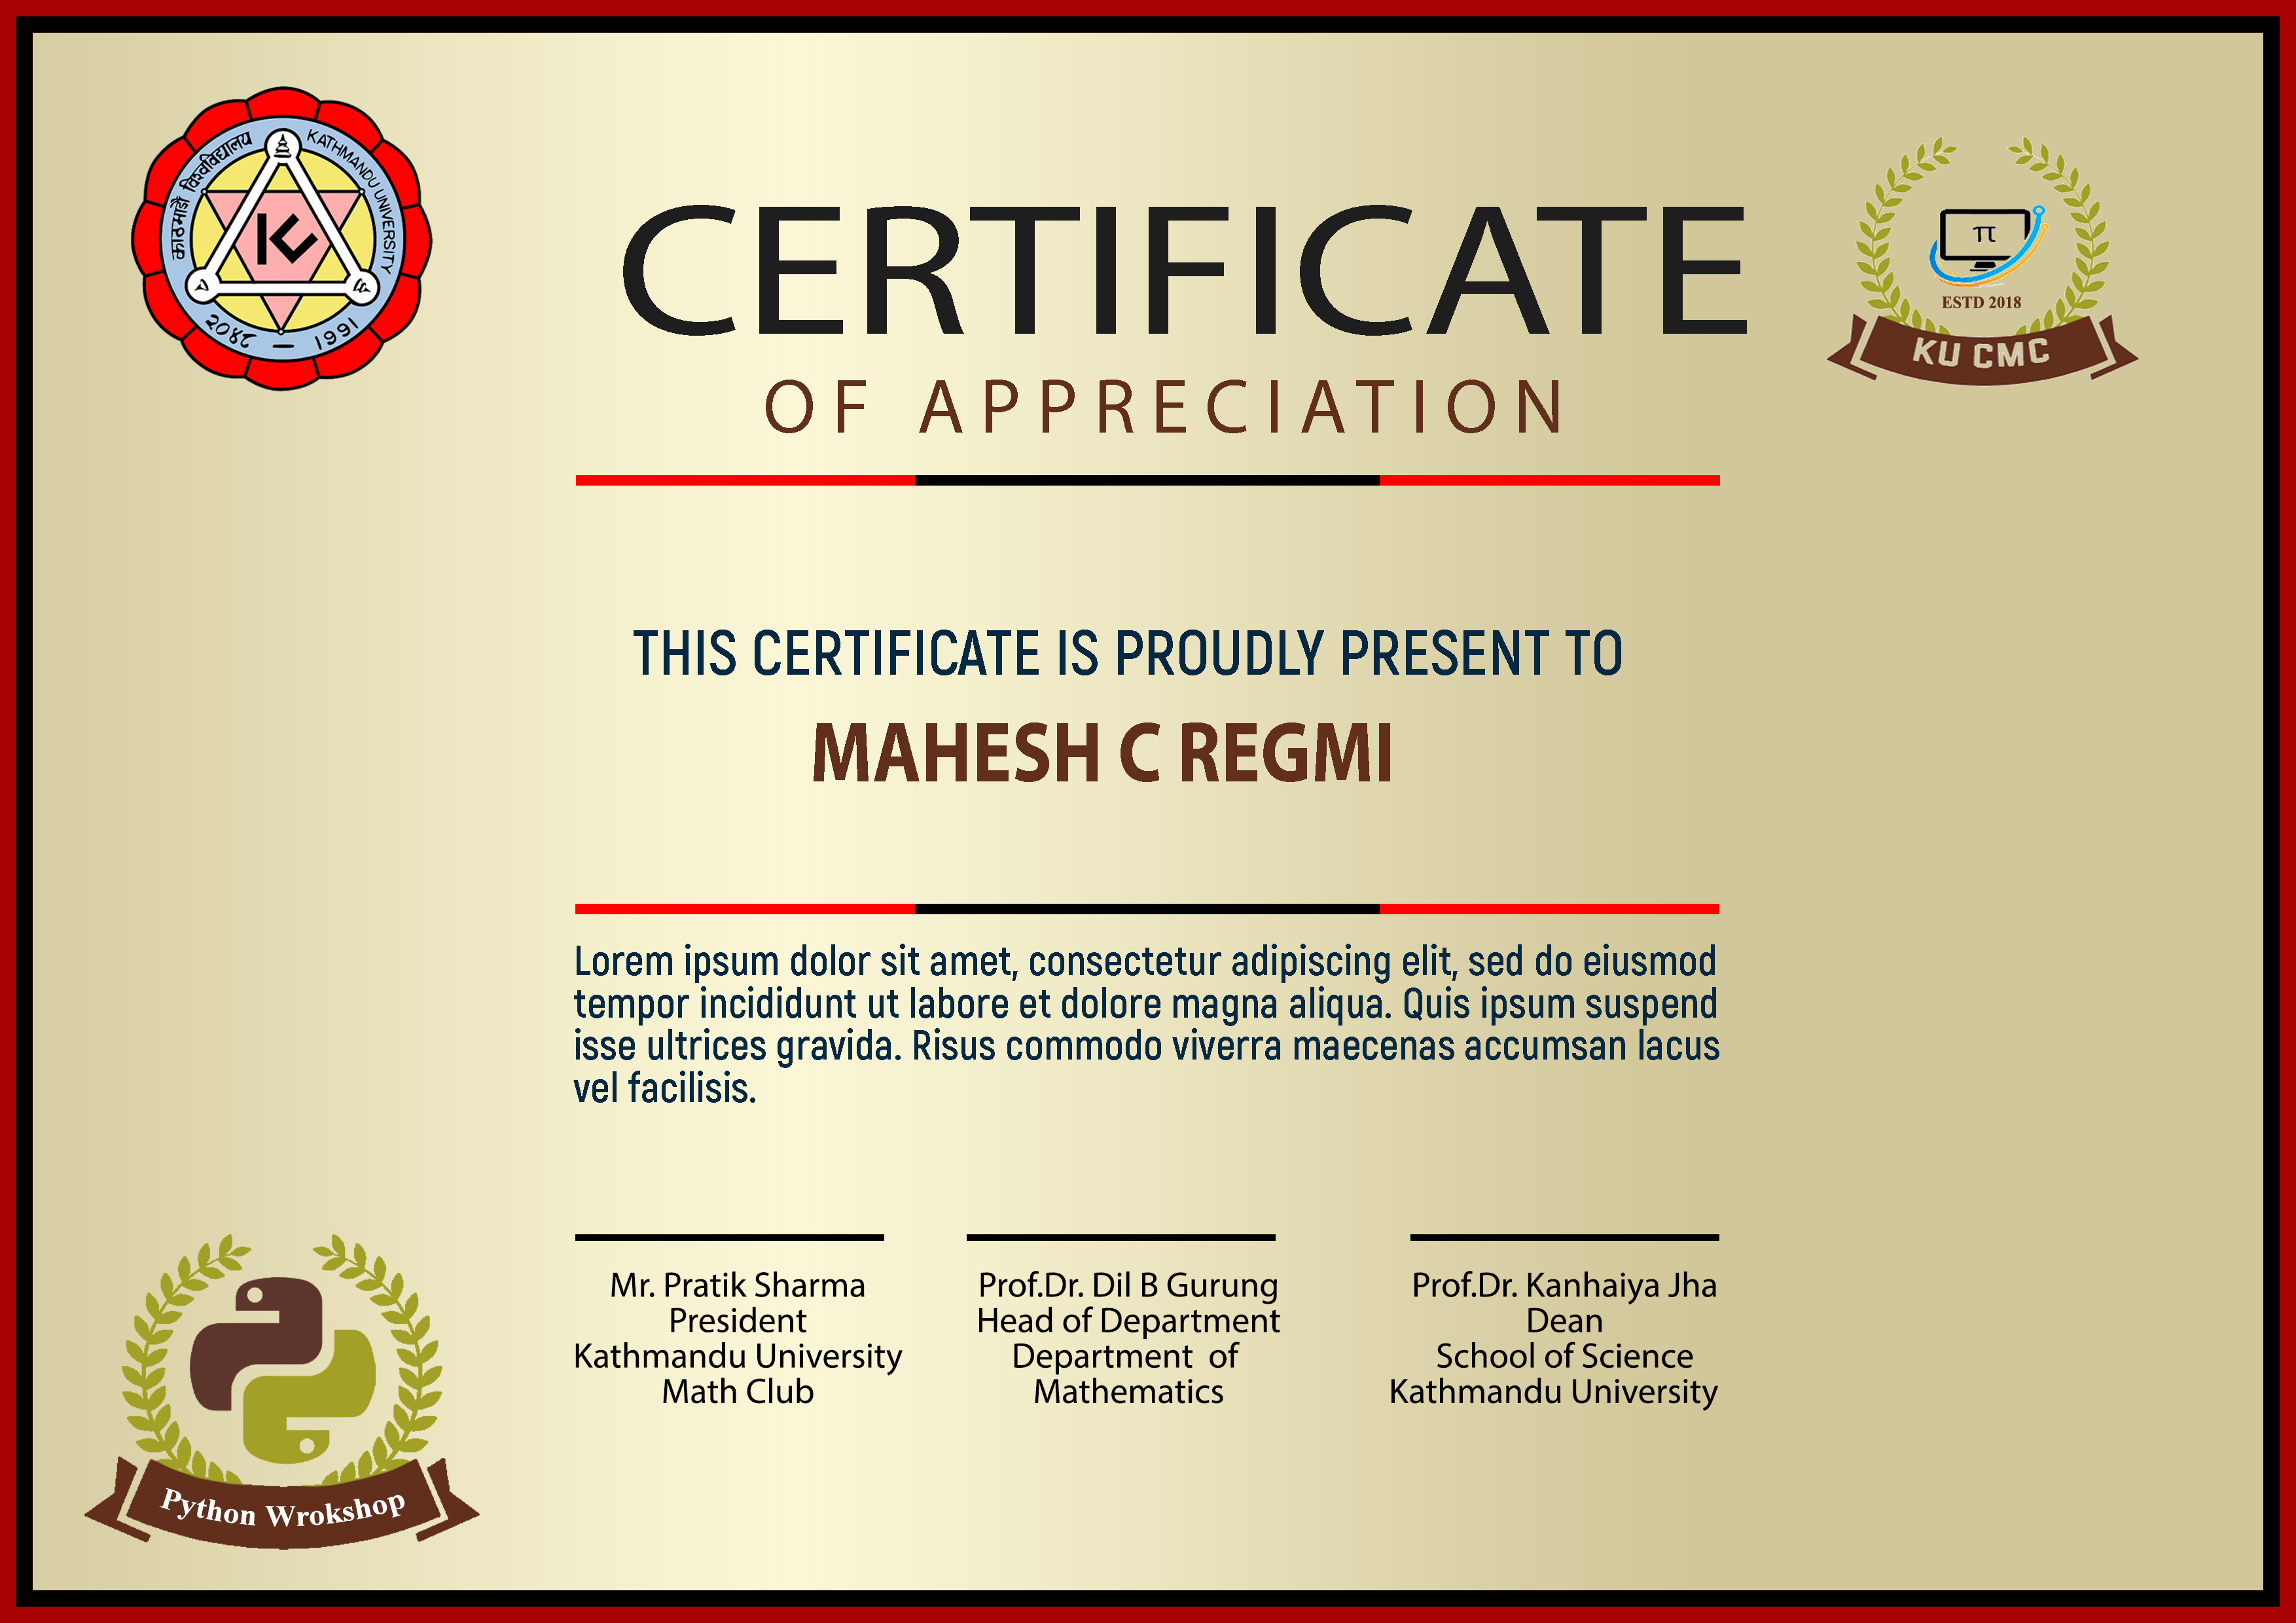 काठमाडौं विश्वविद्यालय
KATHMANDU UNIVERSITY
२०४८ — 1991
CERTIFICATE
OF APPRECIATION
π
ESTD 2018
KU CMC
THIS CERTIFICATE IS PROUDLY PRESENT TO
MAHESH C REGMI
Lorem ipsum dolor sit amet, consectetur adipiscing elit, sed do eiusmod
tempor incididunt ut labore et dolore magna aliqua. Quis ipsum suspend
isse ultrices gravida. Risus commodo viverra maecenas accumsan lacus
vel facilisis.
Mr. Pratik Sharma
President
Kathmandu University
Math Club
Prof.Dr. Dil B Gurung
Head of Department
Department of
Mathematics
Prof.Dr. Kanhaiya Jha
Dean
School of Science
Kathmandu University
Python Wrokshop